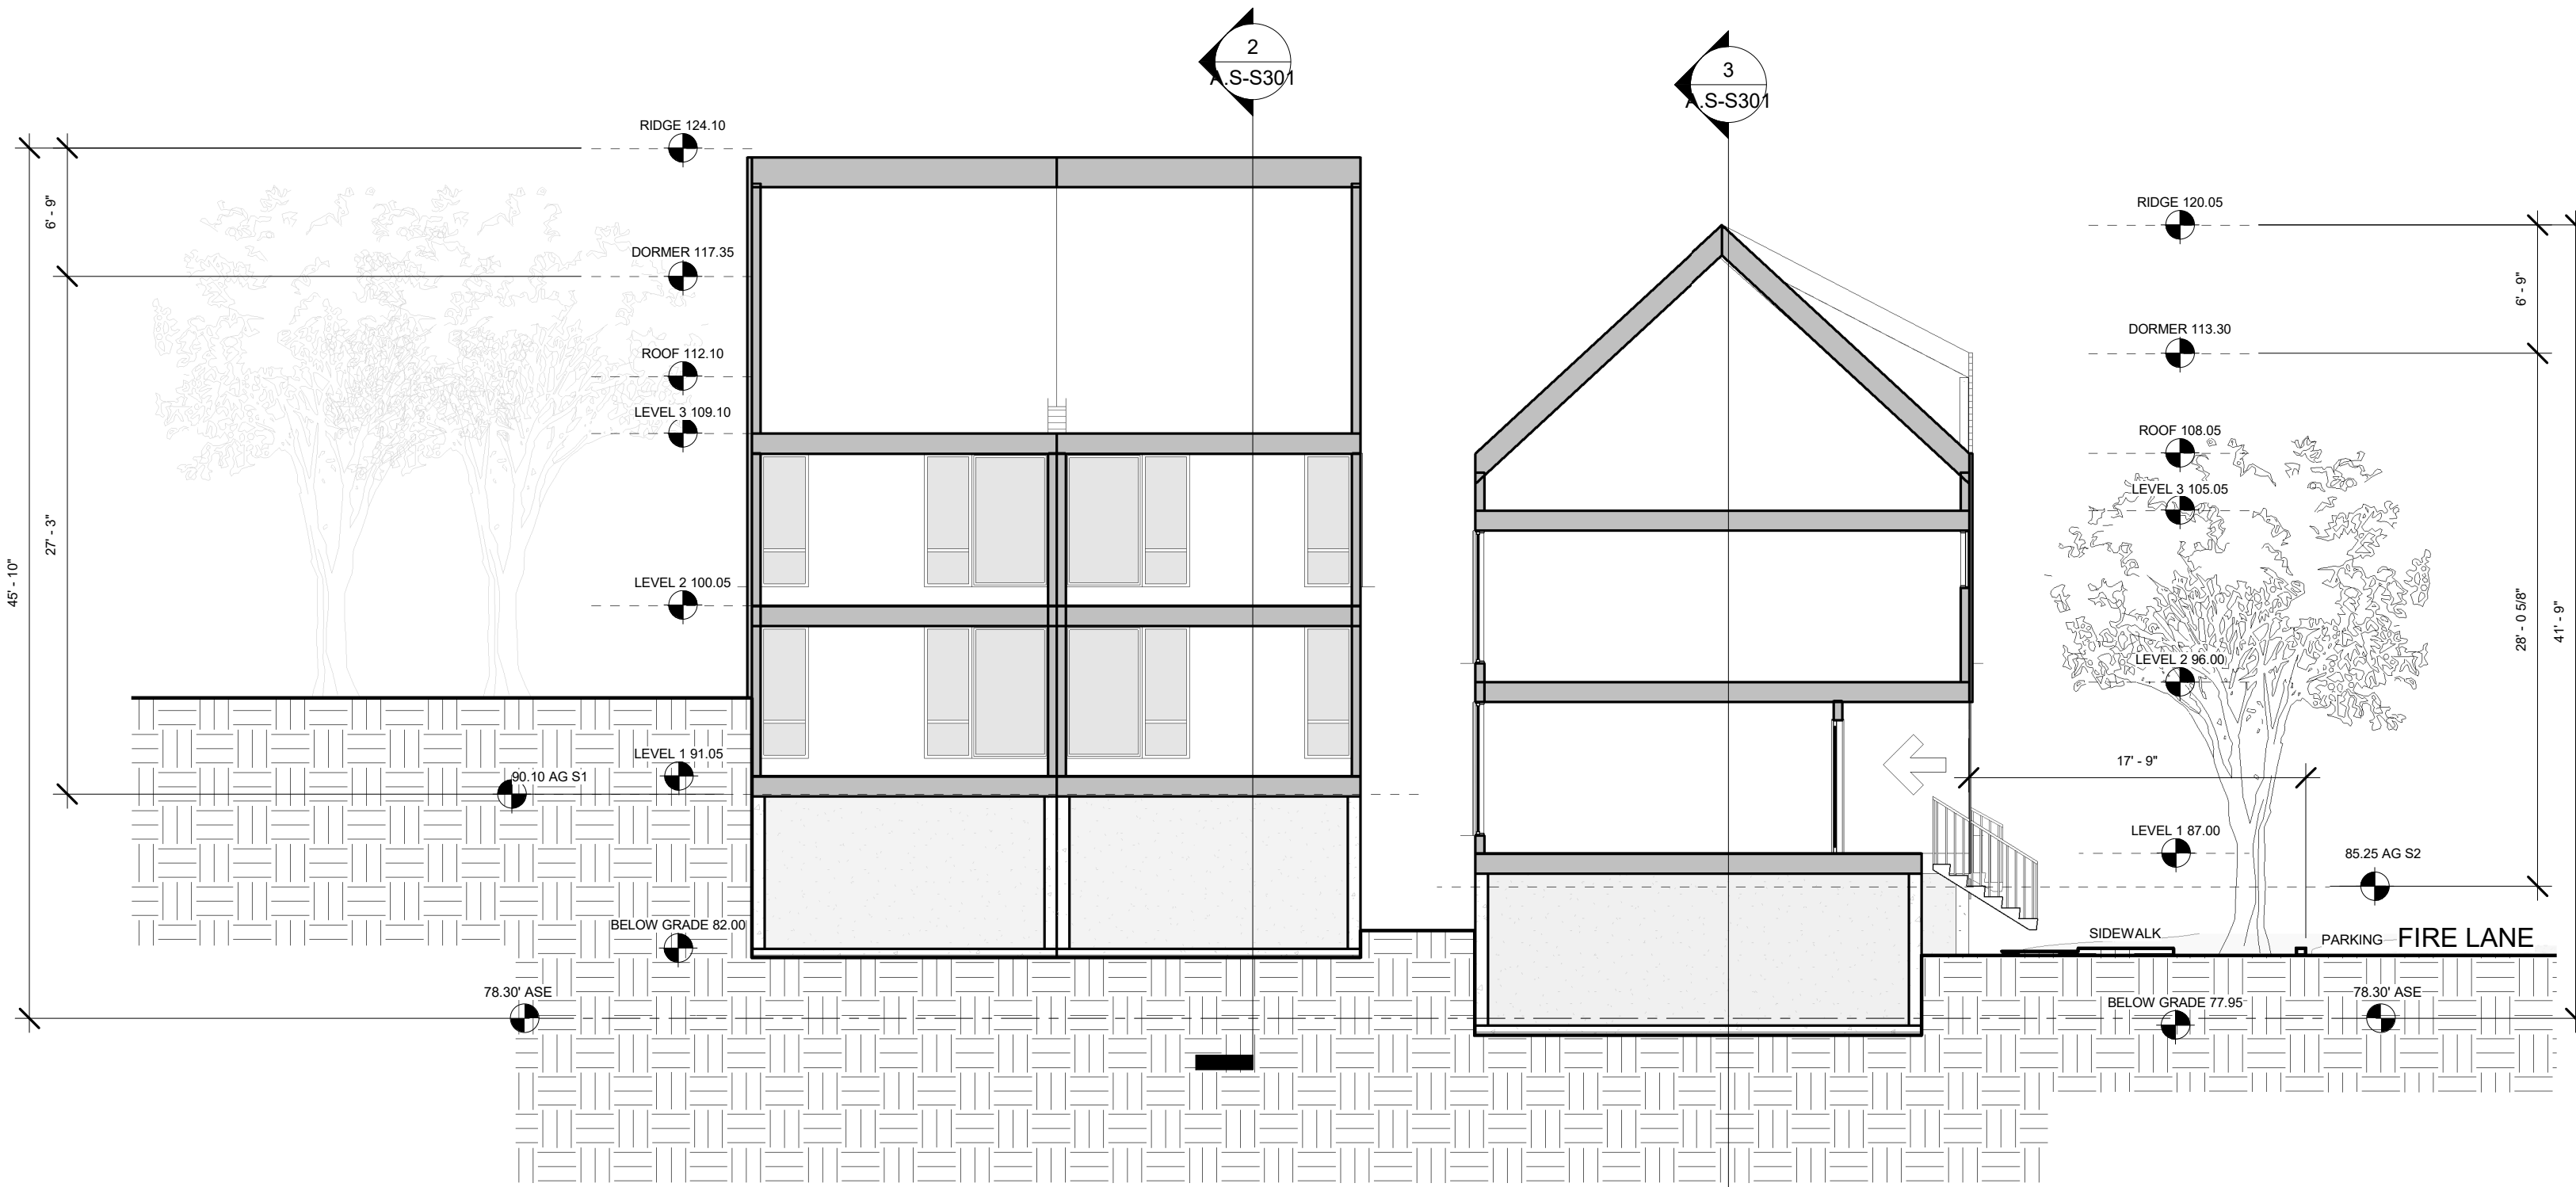 2
A.S-S301
3
A.S-S301
RIDGE 124.10
6' - 9"
DORMER 117.35
ROOF 112.10
LEVEL 3 109.10
27' - 3"
45' - 10"
LEVEL 2 100.05
LEVEL 1 91.05
90.10 AG S1
BELOW GRADE 82.00
78.30' ASE
RIDGE 120.05
6' - 9"
DORMER 113.30
ROOF 108.05
LEVEL 3 105.05
28' - 0 5/8"
41' - 9"
LEVEL 2 96.00
17' - 9"
LEVEL 1 87.00
85.25 AG S2
SIDEWALK
PARKING
FIRE LANE
BELOW GRADE 77.95
78.30' ASE